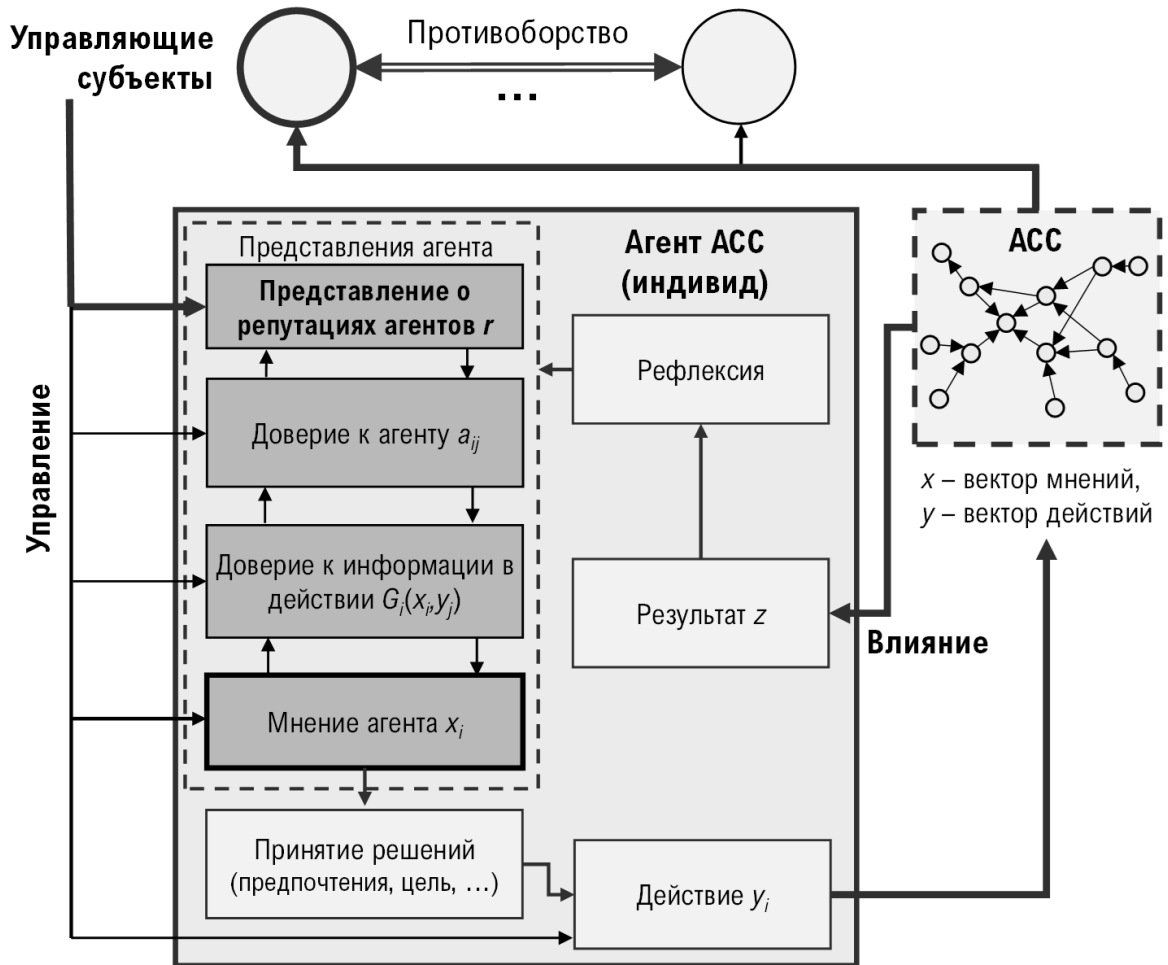 Управляющие
субъекты
Противоборство
...
Представления агента
Представление о
репутациях агентов r
Агент АСС
(индивид)
АСС
Рефлексия
Доверие к агенту aij
Управление
x – вектор мнений,
y – вектор действий
Доверие к информации в
действии Gi(xi,yj)
Результат z
Влияние
Мнение агента xi
Принятие решений
(предпочтения, цель, ...)
Действие yi